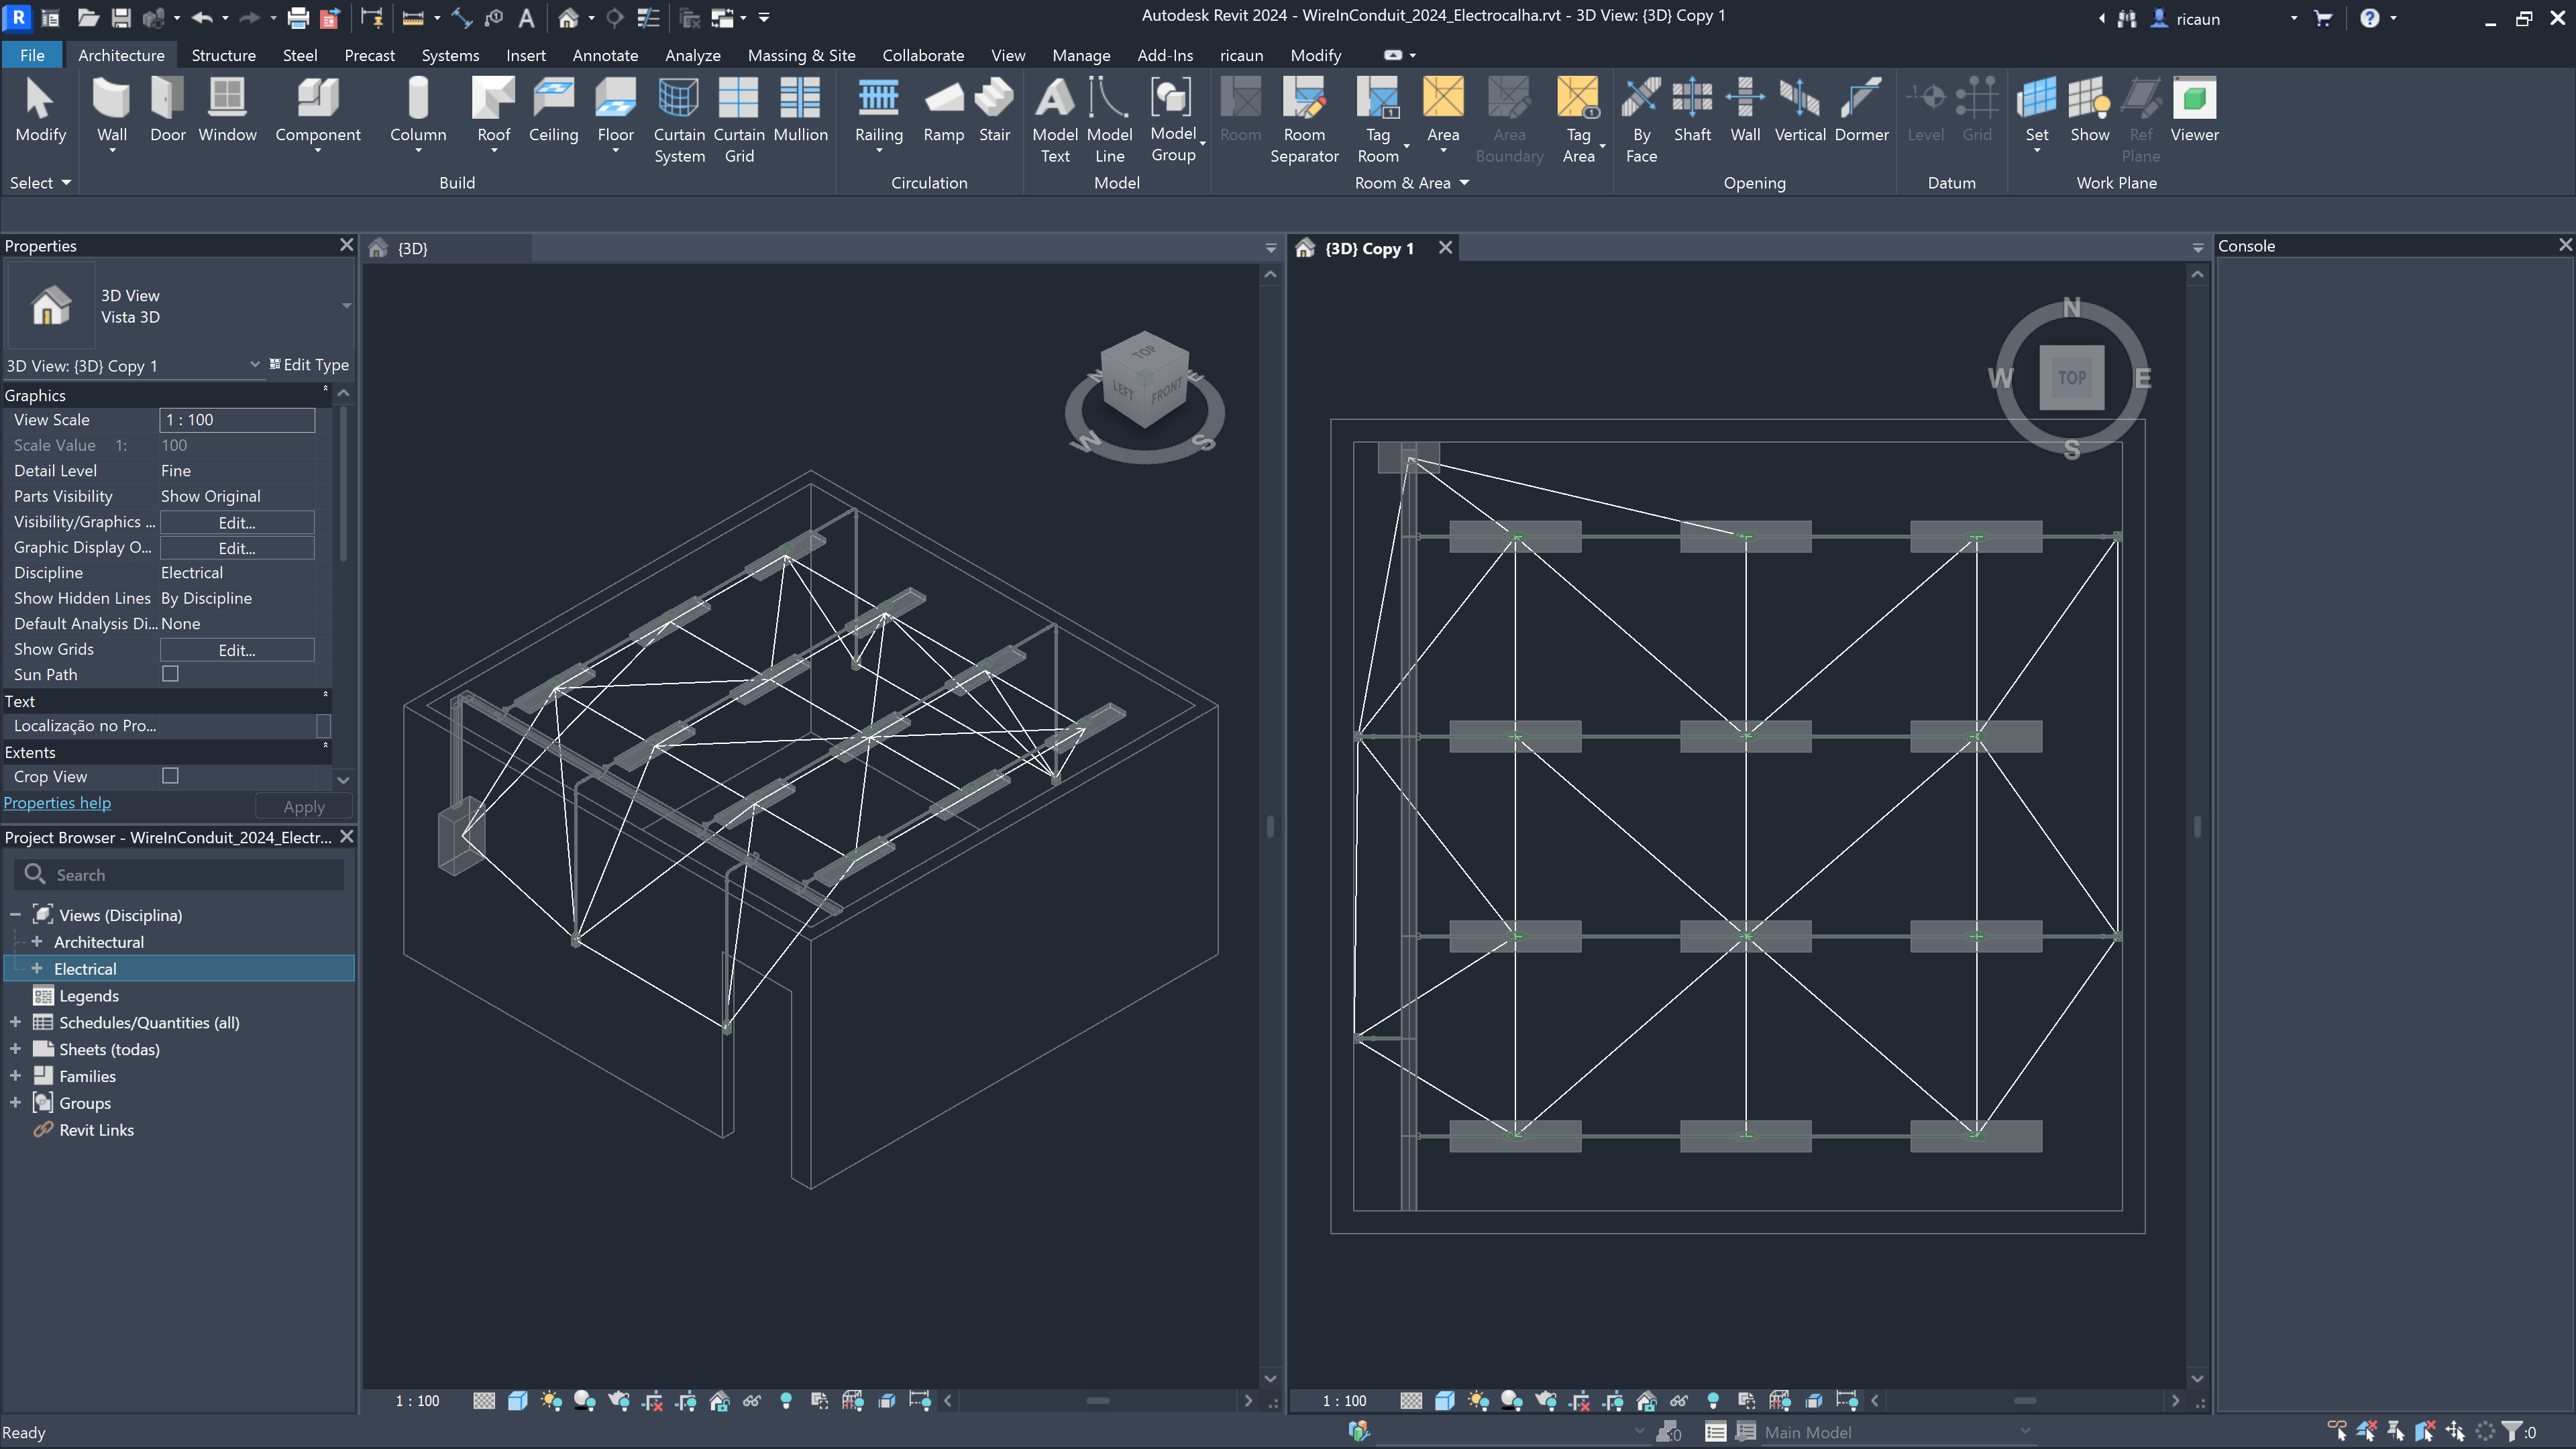 Autodesk Revit 2024 - WireInConduit_2024_Electrocalha.rvt - 3D View: {3D} Copy 1
ricaun
File Architecture Structure Steel Precast Systems Insert Annotate Analyze Massing & Site Collaborate View Manage Add-Ins ricaun Modify
Modify Wall Door Window Component Column Roof Ceiling Floor Curtain System Curtain Grid Mullion Railing Ramp Stair Model Text Model Line Model Group Room Room Separator Tag Room Area Area Boundary Tag Area By Face Shaft Wall Vertical Dormer Level Grid Set Show Ref Plane Viewer
Select Build Circulation Model Room & Area Opening Datum Work Plane
Properties
3D View
Vista 3D
3D View: {3D} Copy 1 Edit Type
Graphics
View Scale 1 : 100
Scale Value 1: 100
Detail Level Fine
Parts Visibility Show Original
Visibility/Graphics ... Edit...
Graphic Display O... Edit...
Discipline Electrical
Show Hidden Lines By Discipline
Default Analysis Di... None
Show Grids Edit...
Sun Path
Text
Localização no Pro...
Extents
Crop View
Properties help Apply
Project Browser - WireInConduit_2024_Electr...
Search
Views (Disciplina)
Architectural
Electrical
Legends
Schedules/Quantities (all)
Sheets (todas)
Families
Groups
Revit Links
{3D}
TOP
LEFT FRONT
N E
W S
1 : 100
{3D} Copy 1
N
W TOP E
S
1 : 100
Console
Ready
:0
Main Model
:0